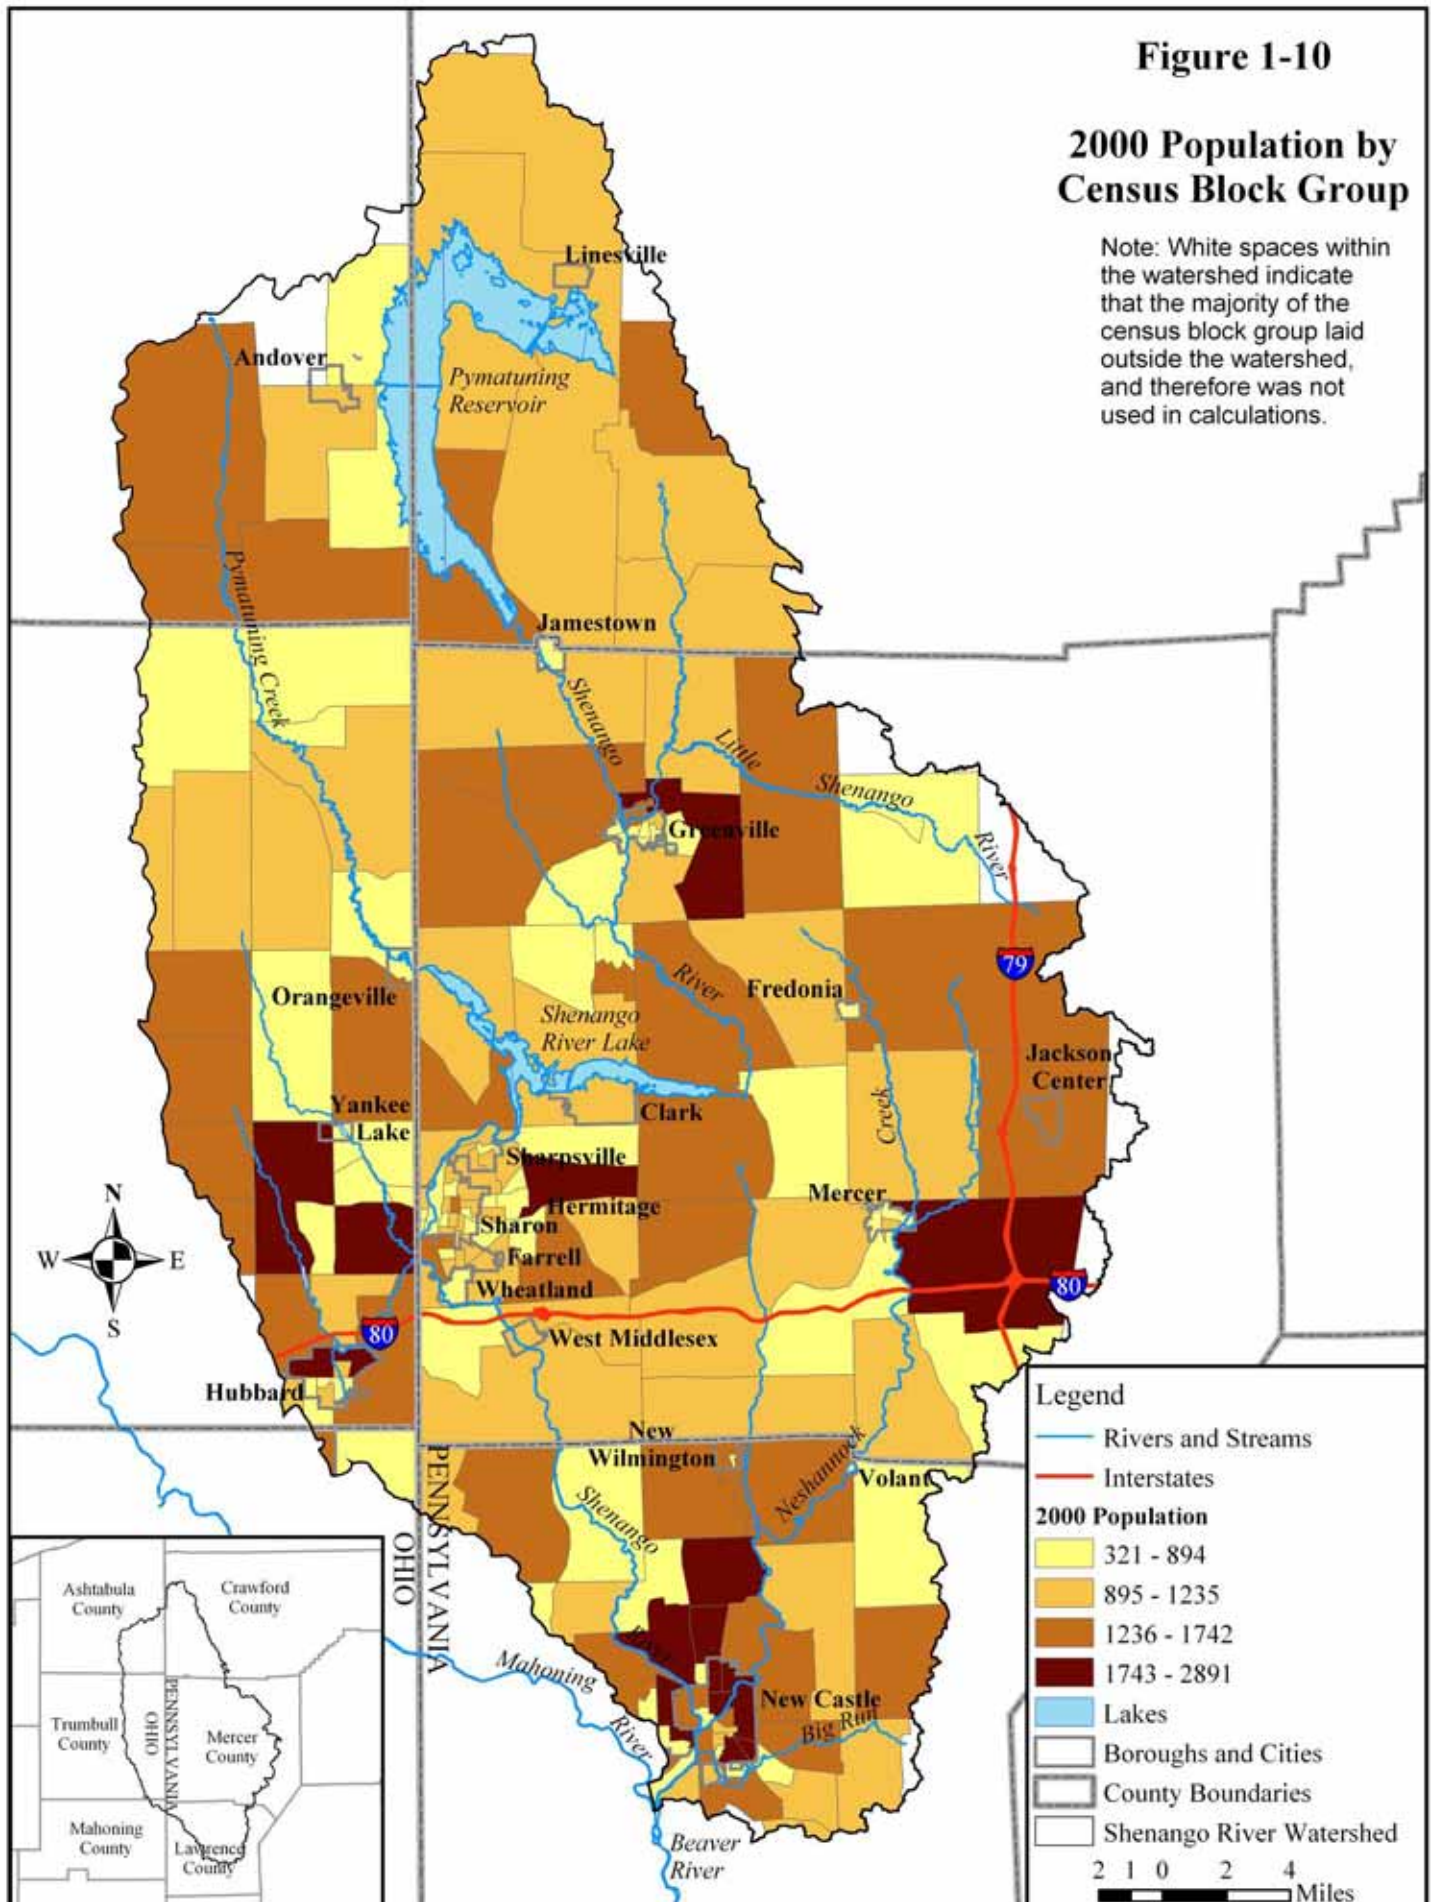 Figure 1-10
2000 Population by
Census Block Group
Note: White spaces within
the watershed indicate
that the majority of the
census block group laid
outside the watershed,
and therefore was not
used in calculations.
Linesville
Andover
Pymatuning
Reservoir
Pymatuning Creek
Jamestown
Shenango
Little
Shenango
River
Greenville
79
River
Fredonia
Orangeville
Shenango
River Lake
Jackson
Center
Yankee
Lake
Clark
Creek
Sharpsville
Mercer
Hermitage
Sharon
Farrell
Wheatland
N
W
E
S
80
80
West Middlesex
Hubbard
New
Wilmington
Neshannock
Volant
PENNSYLVANIA
OHIO
Shenango
River
Mahoning
River
New Castle
Big Run
Beaver
River
Legend
Rivers and Streams
Interstates
2000 Population
321 - 894
895 - 1235
1236 - 1742
1743 - 2891
Lakes
Boroughs and Cities
County Boundaries
Shenango River Watershed
2 1 0 2 4
Miles
Ashtabula
County
Crawford
County
Trumbull
County
PENNSYLVANIA
OHIO
Mercer
County
Mahoning
County
Lawrence
County